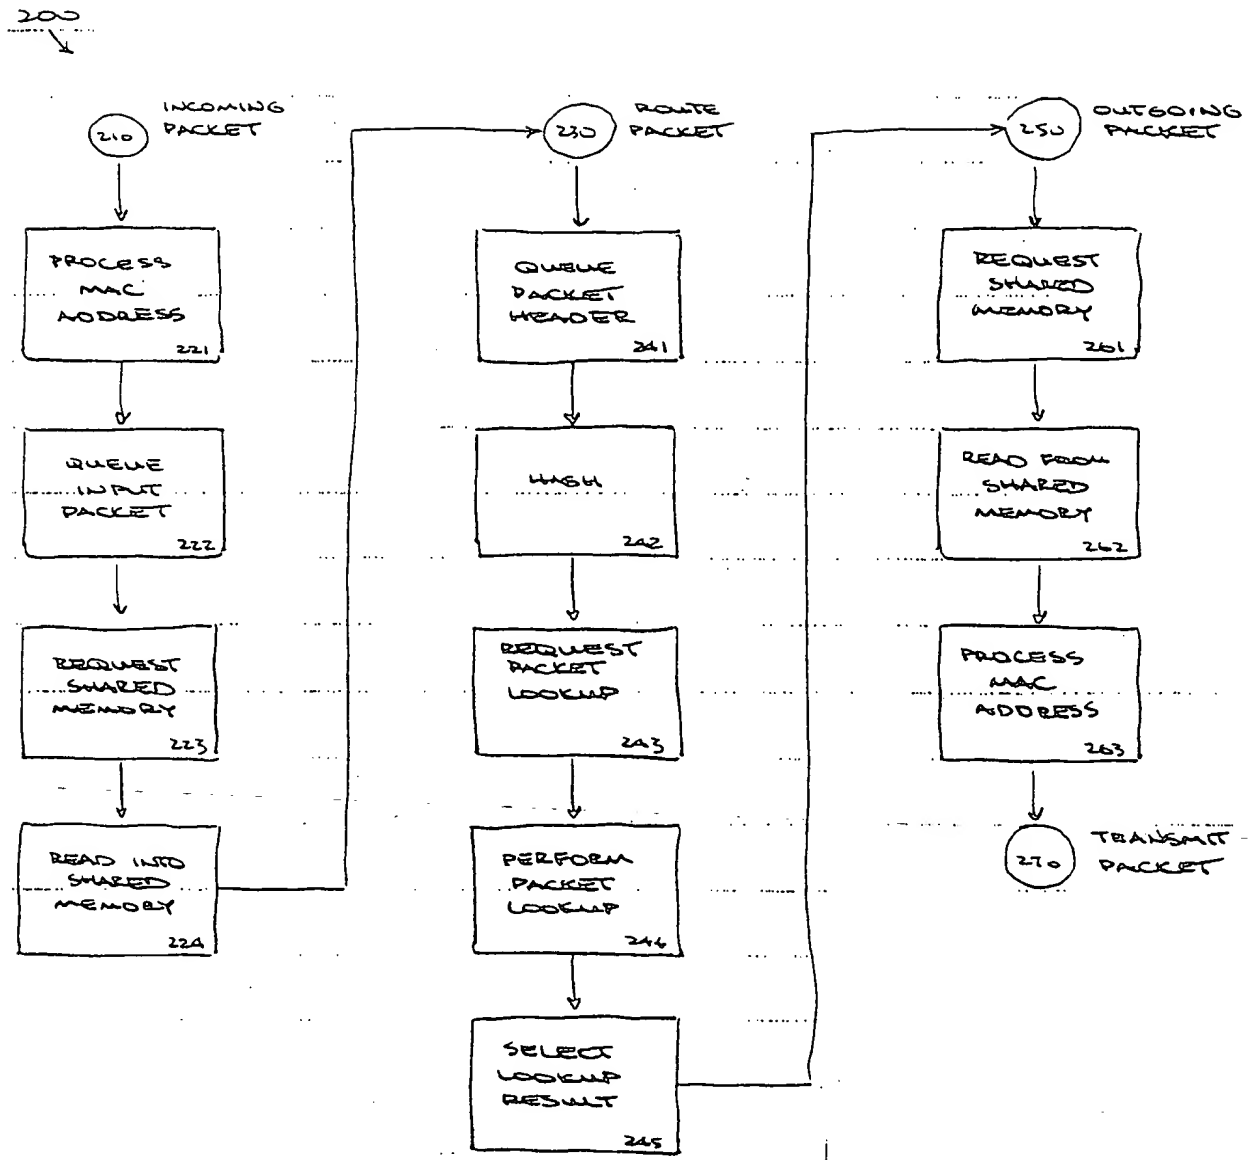 200
210
INCOMING
PACKET
PROCESS
MAC
ADDRESS
221
QUEUE
INPUT
PACKET
222
REQUEST
SHARED
MEMORY
223
READ INTO
SHARED
MEMORY
224
230
ROUTE
PACKET
QUEUE
PACKET
HEADER
241
HASH
242
REQUEST
PACKET
LOOKUP
243
PERFORM
PACKET
LOOKUP
244
SELECT
LOOKUP
RESULT
245
250
OUTGOING
PACKET
REQUEST
SHARED
MEMORY
261
READ FROM
SHARED
MEMORY
262
PROCESS
MAC
ADDRESS
263
270
TRANSMIT
PACKET